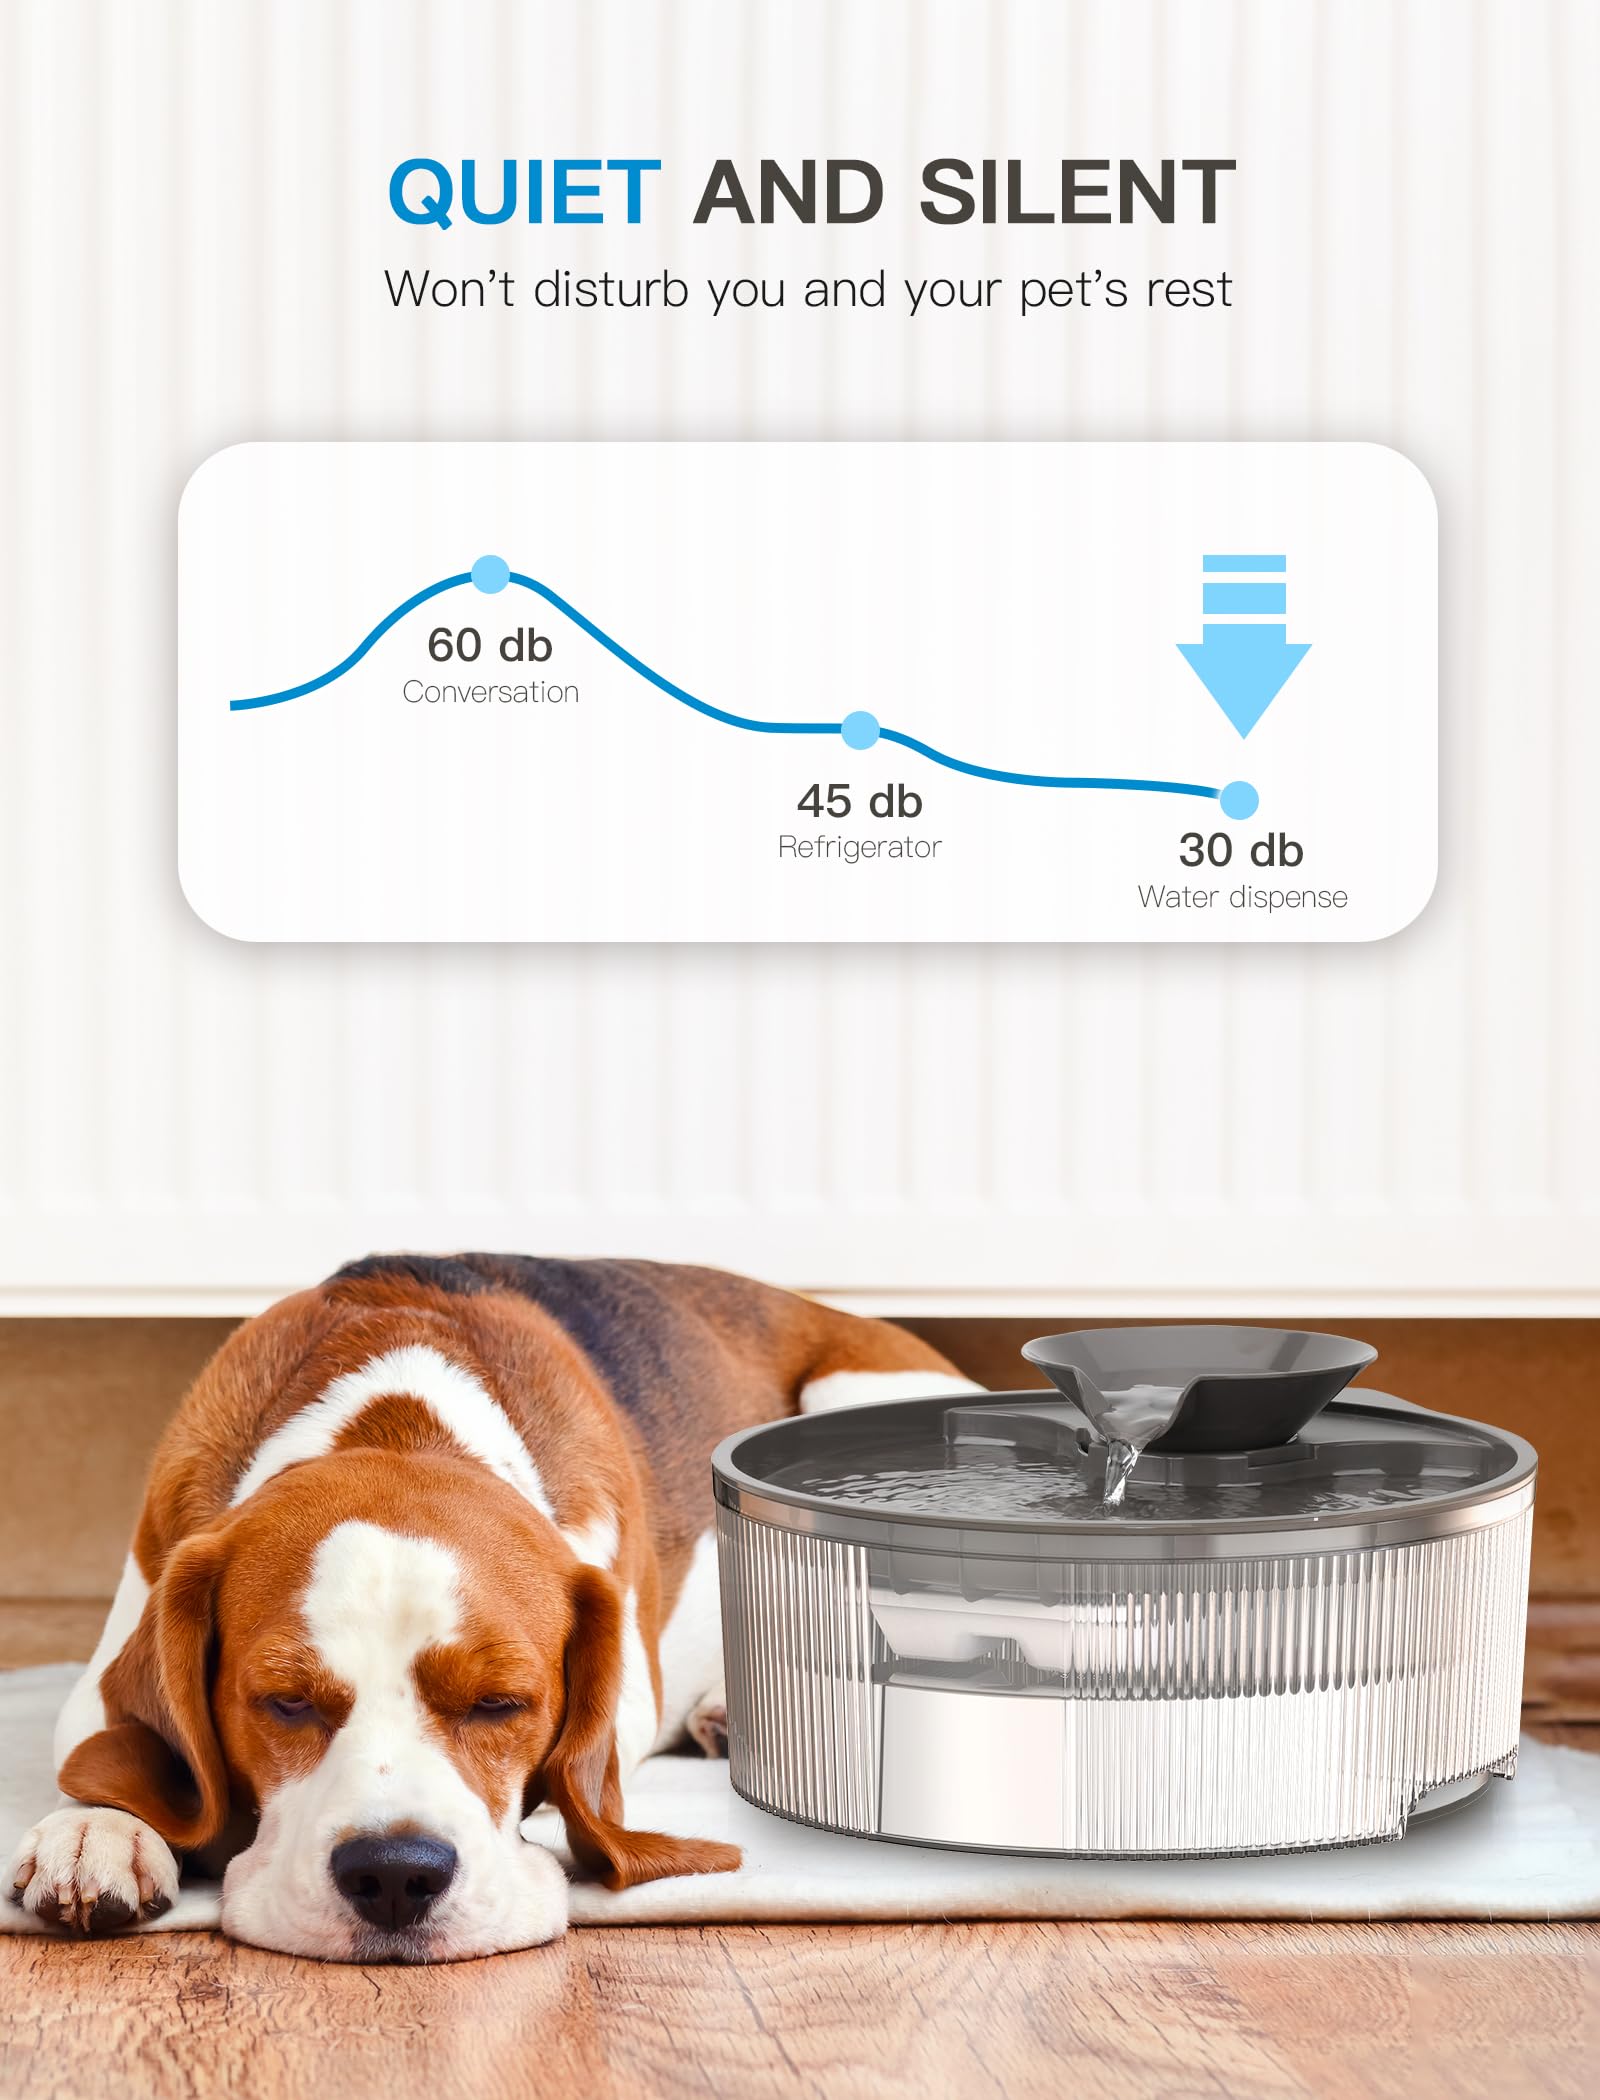 QUIET AND SILENT
Won't disturb you and your pet's rest
60 db
Conversation
45 db
Refrigerator
30 db
Water dispense